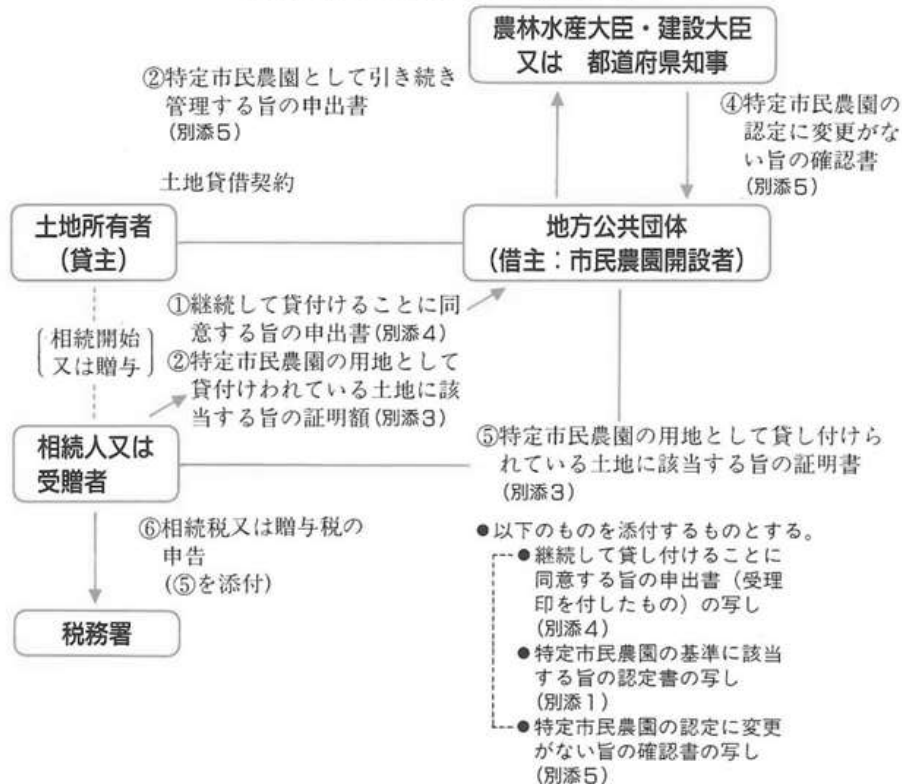 農林水産大臣・建設大臣
又は 都道府県知事
②特定市民農園として引き続き
管理する旨の申出書
(別添5)
④特定市民農園の
認定に変更がな
い旨の確認書
(別添5)
土地貸借契約
土地所有者
(貸主)
地方公共団体
(借主:市民農園開設者)
相続開始
又は贈与
①継続して貸付けることに同
意する旨の申出書(別添4)
②特定市民農園の用地として
貸付けわれている土地に該
当する旨の証明額(別添3)
相続人又は
受贈者
⑤特定市民農園の用地として貸し付けら
れている土地に該当する旨の証明書
(別添3)
⑥相続税又は贈与税の
申告
(⑤を添付)
税務署
●以下のものを添付するものとする。
●継続して貸し付けることに
同意する旨の申出書(受理
印を付したもの)の写し
(別添4)
●特定市民農園の基準に該当
する旨の認定書の写し
(別添1)
●特定市民農園の認定に変更
がない旨の確認書の写し
(別添5)